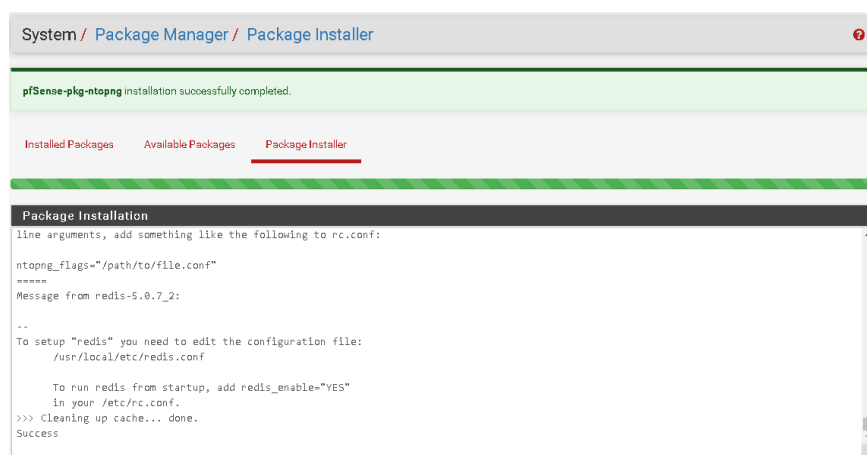 System / Package Manager / Package Installer
pfSense-pkg-ntopng installation successfully completed.
Installed Packages Available Packages Package Installer
Package Installation
line arguments, add something like the following to rc.conf:
ntopng_flags="/path/to/file.conf"
=====
Message from redis-5.0.7_2:
--
To setup "redis" you need to edit the configuration file:
/usr/local/etc/redis.conf
To run redis from startup, add redis_enable="YES"
in your /etc/rc.conf.
>>> Cleaning up cache... done.
Success